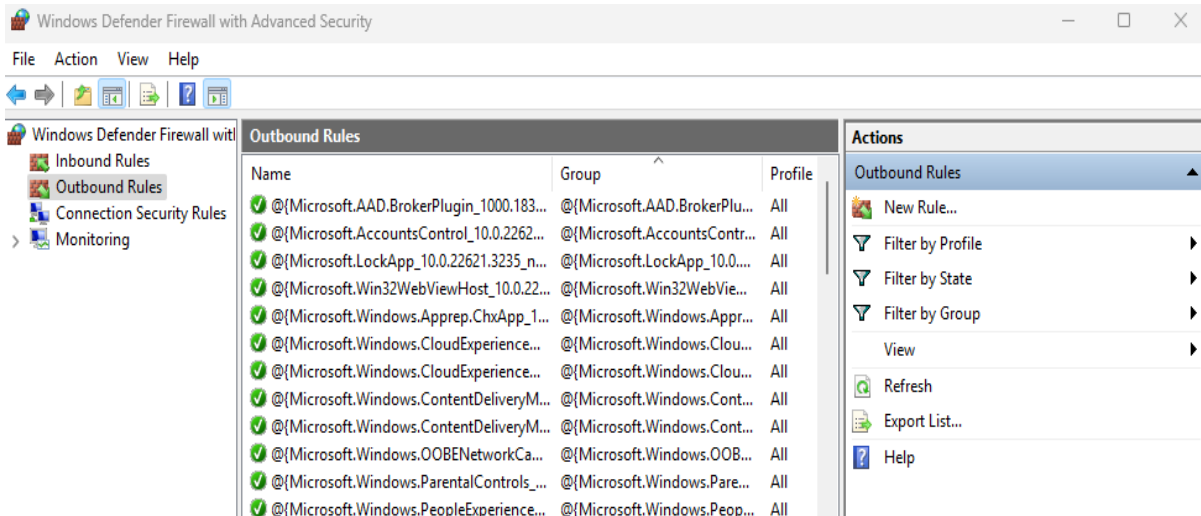 Windows Defender Firewall with Advanced Security
File Action View Help
Windows Defender Firewall witl
Inbound Rules
Outbound Rules
Connection Security Rules
Monitoring
Outbound Rules
Name Group Profile
@{Microsoft.AAD.BrokerPlugin_1000.183... @{Microsoft.AAD.BrokerPlu... All
@{Microsoft.AccountsControl_10.0.2262... @{Microsoft.AccountsContr... All
@{Microsoft.LockApp_10.0.22621.3235_n... @{Microsoft.LockApp_10.0.... All
@{Microsoft.Win32WebViewHost_10.0.22... @{Microsoft.Win32WebVie... All
@{Microsoft.Windows.Apprep.ChxApp_1... @{Microsoft.Windows.Appr... All
@{Microsoft.Windows.CloudExperience... @{Microsoft.Windows.Clou... All
@{Microsoft.Windows.CloudExperience... @{Microsoft.Windows.Clou... All
@{Microsoft.Windows.ContentDeliveryM... @{Microsoft.Windows.Cont... All
@{Microsoft.Windows.ContentDeliveryM... @{Microsoft.Windows.Cont... All
@{Microsoft.Windows.OOBENetworkCa... @{Microsoft.Windows.OOB... All
@{Microsoft.Windows.ParentalControls_... @{Microsoft.Windows.Pare... All
@{Microsoft.Windows.PeopleExperience... @{Microsoft.Windows.Peop... All
Actions
Outbound Rules
New Rule...
Filter by Profile
Filter by State
Filter by Group
View
Refresh
Export List...
Help